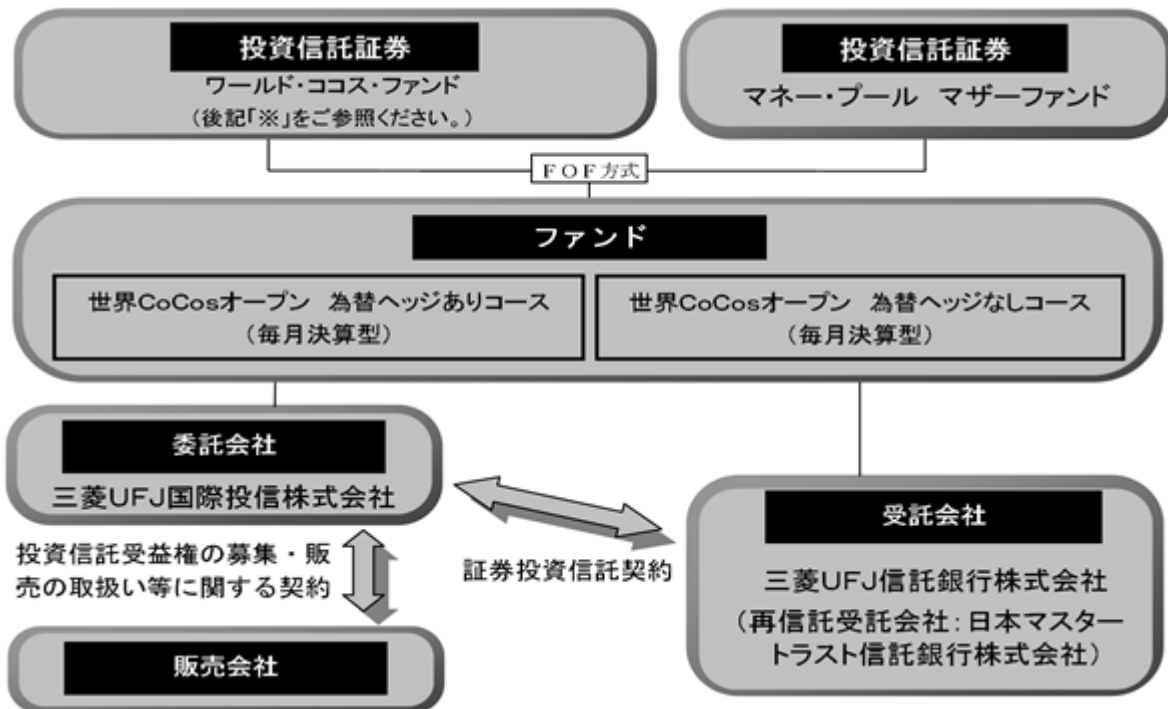 投資信託証券
ワールド・ココス・ファンド
(後記「※」をご参照ください。)
投資信託証券
マネー・プール マザーファンド
FOF方式
ファンド
世界CoCosオープン 為替ヘッジありコース
(毎月決算型)
世界CoCosオープン 為替ヘッジなしコース
(毎月決算型)
委託会社
三菱UFJ国際投信株式会社
投資信託受益権の募集・販
売の取扱い等に関する契約
証券投資信託契約
受託会社
三菱UFJ信託銀行株式会社
(再信託受託会社:日本マスター
トラスト信託銀行株式会社)
販売会社